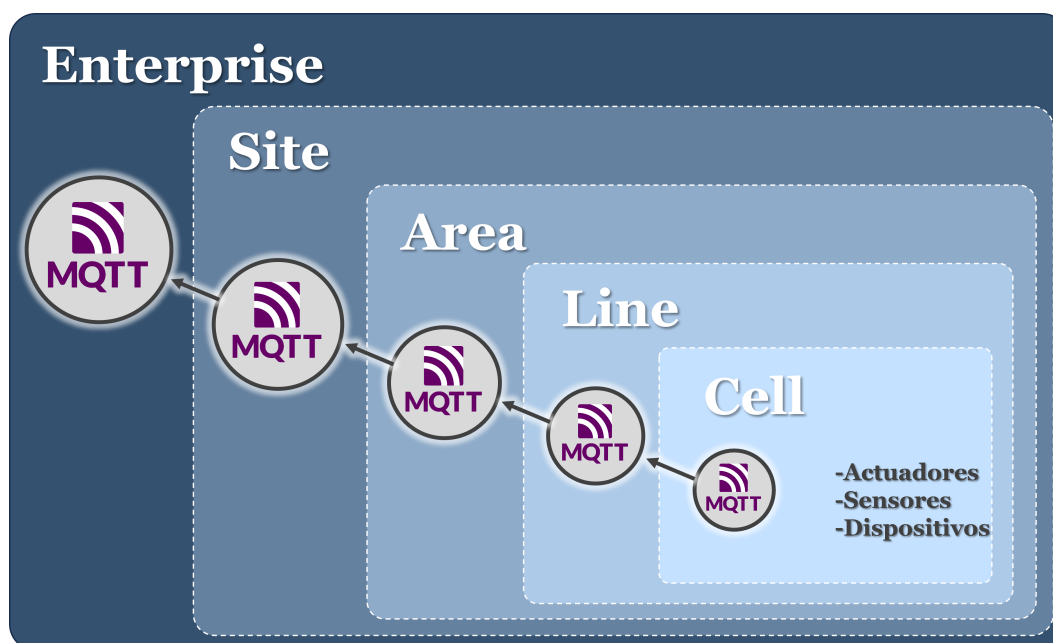 Enterprise
Site
Area
MQTT
Line
MQTT
Cell
MQTT
MQTT
-Actuadores
-Sensores
-Dispositivos
MQTT